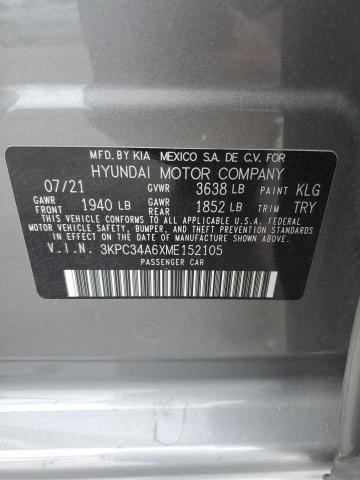 MFD. BY KIA MEXICO S.A. DE C.V. FOR
HYUNDAI MOTOR COMPANY
07/21 GVWR 3638 LB PAINT KLG
GAWR FRONT 1940 LB GAWR REAR 1852 LB TRIM TRY
THIS VEHICLE CONFORMS TO ALL APPLICABLE U.S.A. FEDERAL
MOTOR VEHICLE SAFETY, BUMPER, AND THEFT PREVENTION
STANDARDS IN EFFECT ON THE DATE OF MANUFACTURE SHOWN ABOVE.
V.I.N. 3KPC34A6XME152105
PASSENGER CAR